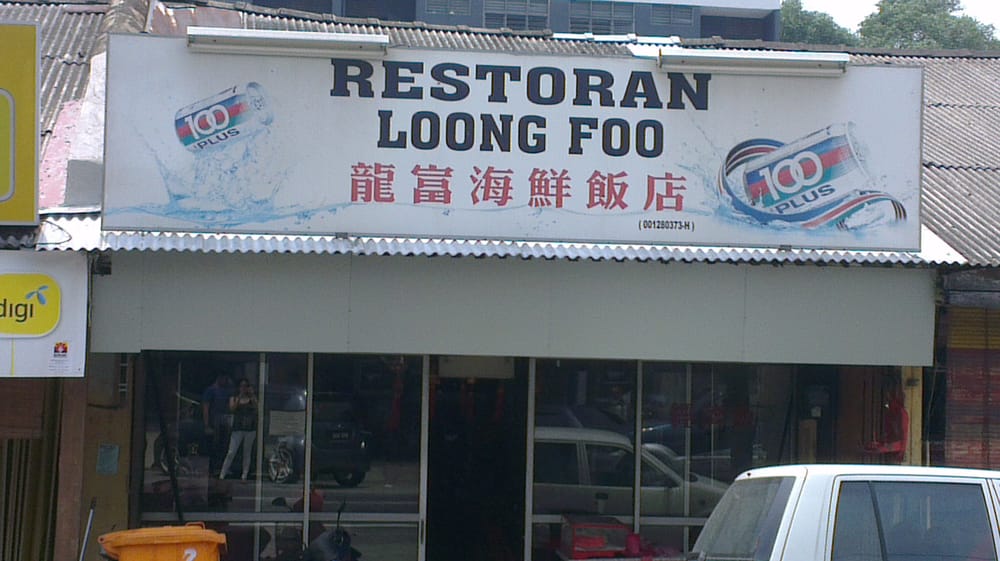 RESTORAN
LOONG FOO
龍富海鮮飯店
(001280373-H)
100
PLUS
100
PLUS
digi